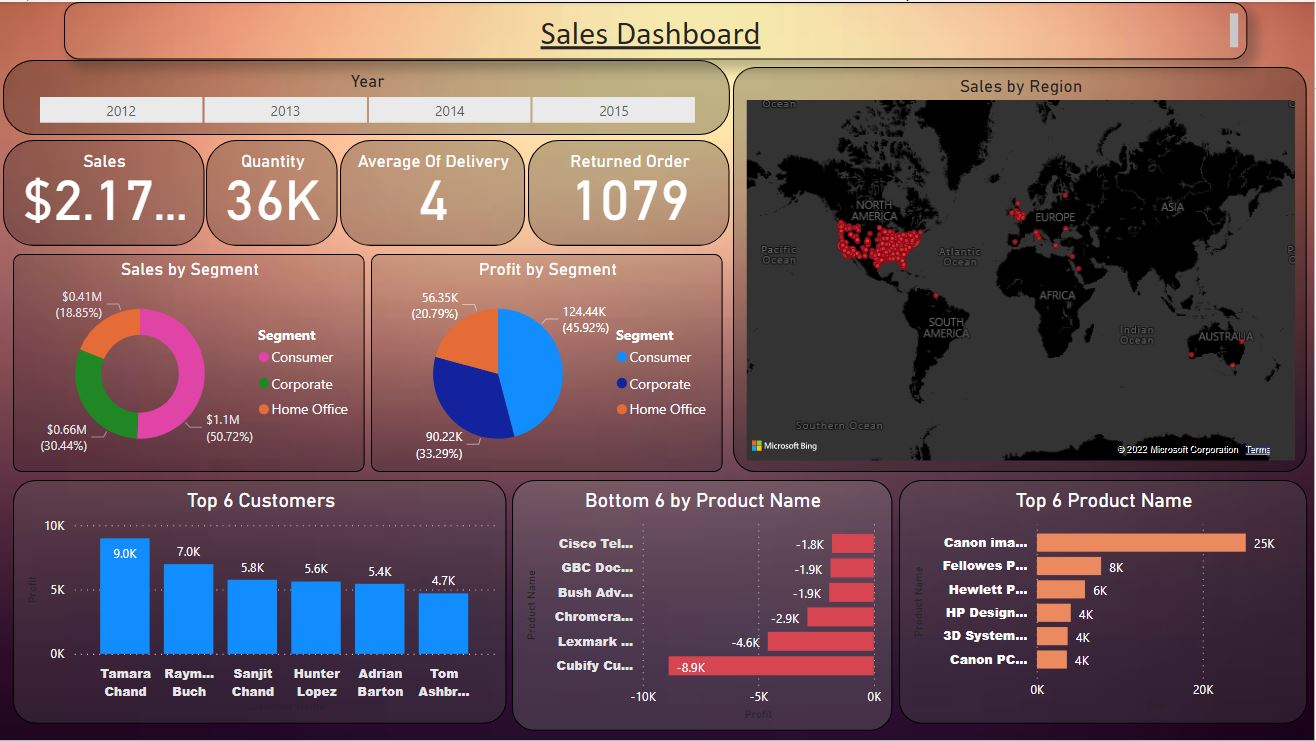 Sales Dashboard
Year
2012
2013
2014
2015
Sales
$2.17...
Quantity
36K
Average Of Delivery
4
Returned Order
1079
Sales by Region
Ocean
NORTH
AMERICA
EUROPE
ASIA
Pacific
Ocean
Atlantic
Ocean
AFRICA
SOUTH
AMERICA
Indian
Ocean
AUSTRALIA
Southern Ocean
Microsoft Bing
© 2022 Microsoft Corporation Terms
Sales by Segment
$0.41M
(18.85%)
$0.66M
(30.44%)
$1.1M
(50.72%)
Segment
Consumer
Corporate
Home Office
Profit by Segment
56.35K
(20.79%)
124.44K
(45.92%)
90.22K
(33.29%)
Segment
Consumer
Corporate
Home Office
Top 6 Customers
Profit
10K
5K
0K
9.0K
7.0K
5.8K
5.6K
5.4K
4.7K
Tamara
Chand
Raym...
Buch
Sanjit
Chand
Hunter
Lopez
Adrian
Barton
Tom
Ashbr...
Customer Name
Bottom 6 by Product Name
Product Name
Cisco Tel...
-1.8K
GBC Doc...
-1.9K
Bush Adv...
-1.9K
Chromcra...
-2.9K
Lexmark ...
-4.6K
Cubify Cu...
-8.9K
-10K
-5K
0K
Profit
Top 6 Product Name
Product Name
Canon ima...
25K
Fellowes P...
8K
Hewlett P...
6K
HP Design...
4K
3D System...
4K
Canon PC...
4K
0K
20K